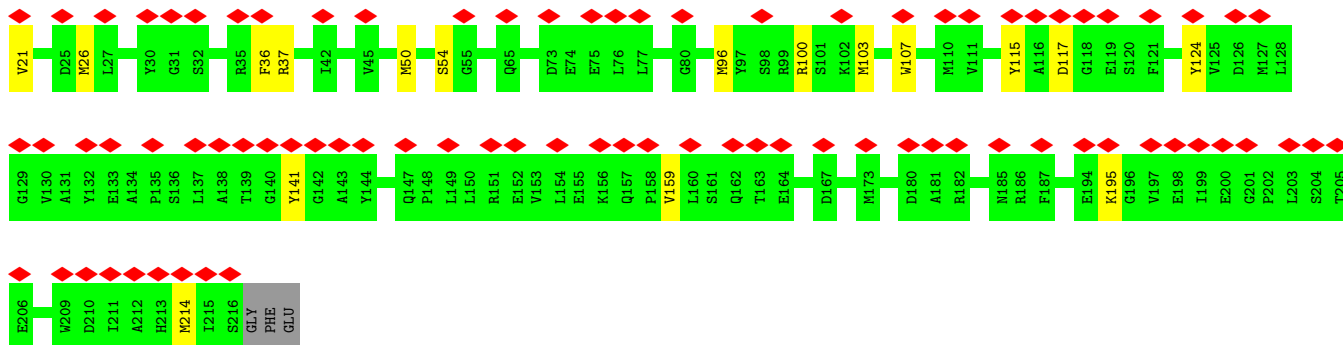 V21 D25 M26 L27 Y30 G31 S32 R35 F36 R37 I42 V45 M50 S54 G55 Q65 D73 E74 E75 L76 L77 G80 M96 Y97 S98 R99 R100 S101 K102 M103 W107 M110 V111 Y115 A116 D117 G118 E119 S120 F121 Y124 V125 D126 M127 L128
G129 V130 A131 Y132 E133 A134 P135 S136 L137 A138 T139 G140 Y141 G142 A143 Y144 Q147 P148 L149 L150 R151 E152 V153 L154 E155 K156 Q157 P158 V159 L160 S161 Q162 T163 E164 D167 M173 D180 A181 R182 N185 R186 F187 E194 K195 G196 V197 E198 I199 E200 G201 P202 L203 S204 T205
E206 W209 D210 I211 A212 H213 M214 I215 S216 GLY PHE GLU